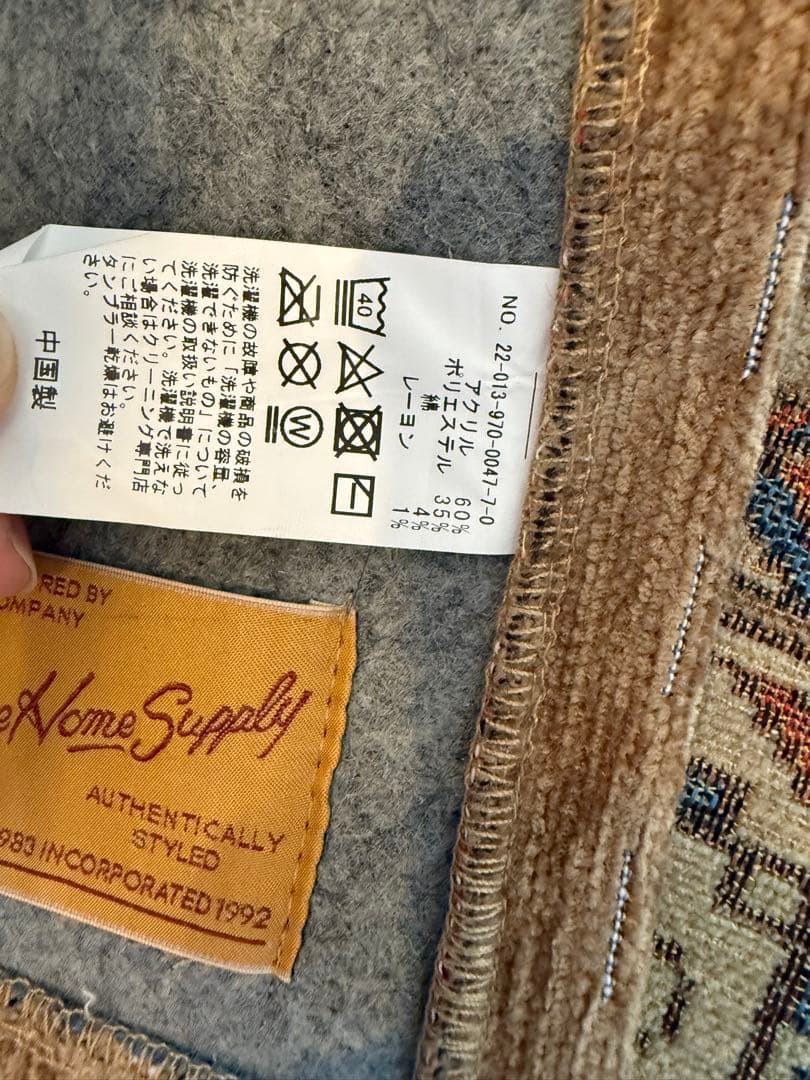 NO. 22-013-970-0047-7-0
アクリル 60%
ポリエステル 35%
綿 4%
レーヨン 1%
40
W
洗濯機の故障や商品の破損を
防ぐために「洗濯機の容量、
洗濯できないもの」について
洗濯機の取扱い説明書に従っ
てください。洗濯機で洗えな
い場合はクリーニング専門店
にご相談ください。
タンブラー乾燥はお避けくだ
さい。
中国製
RED BY
OMPANY
e Home Supply
AUTHENTICALLY
STYLED
1983 INCORPORATED 1992